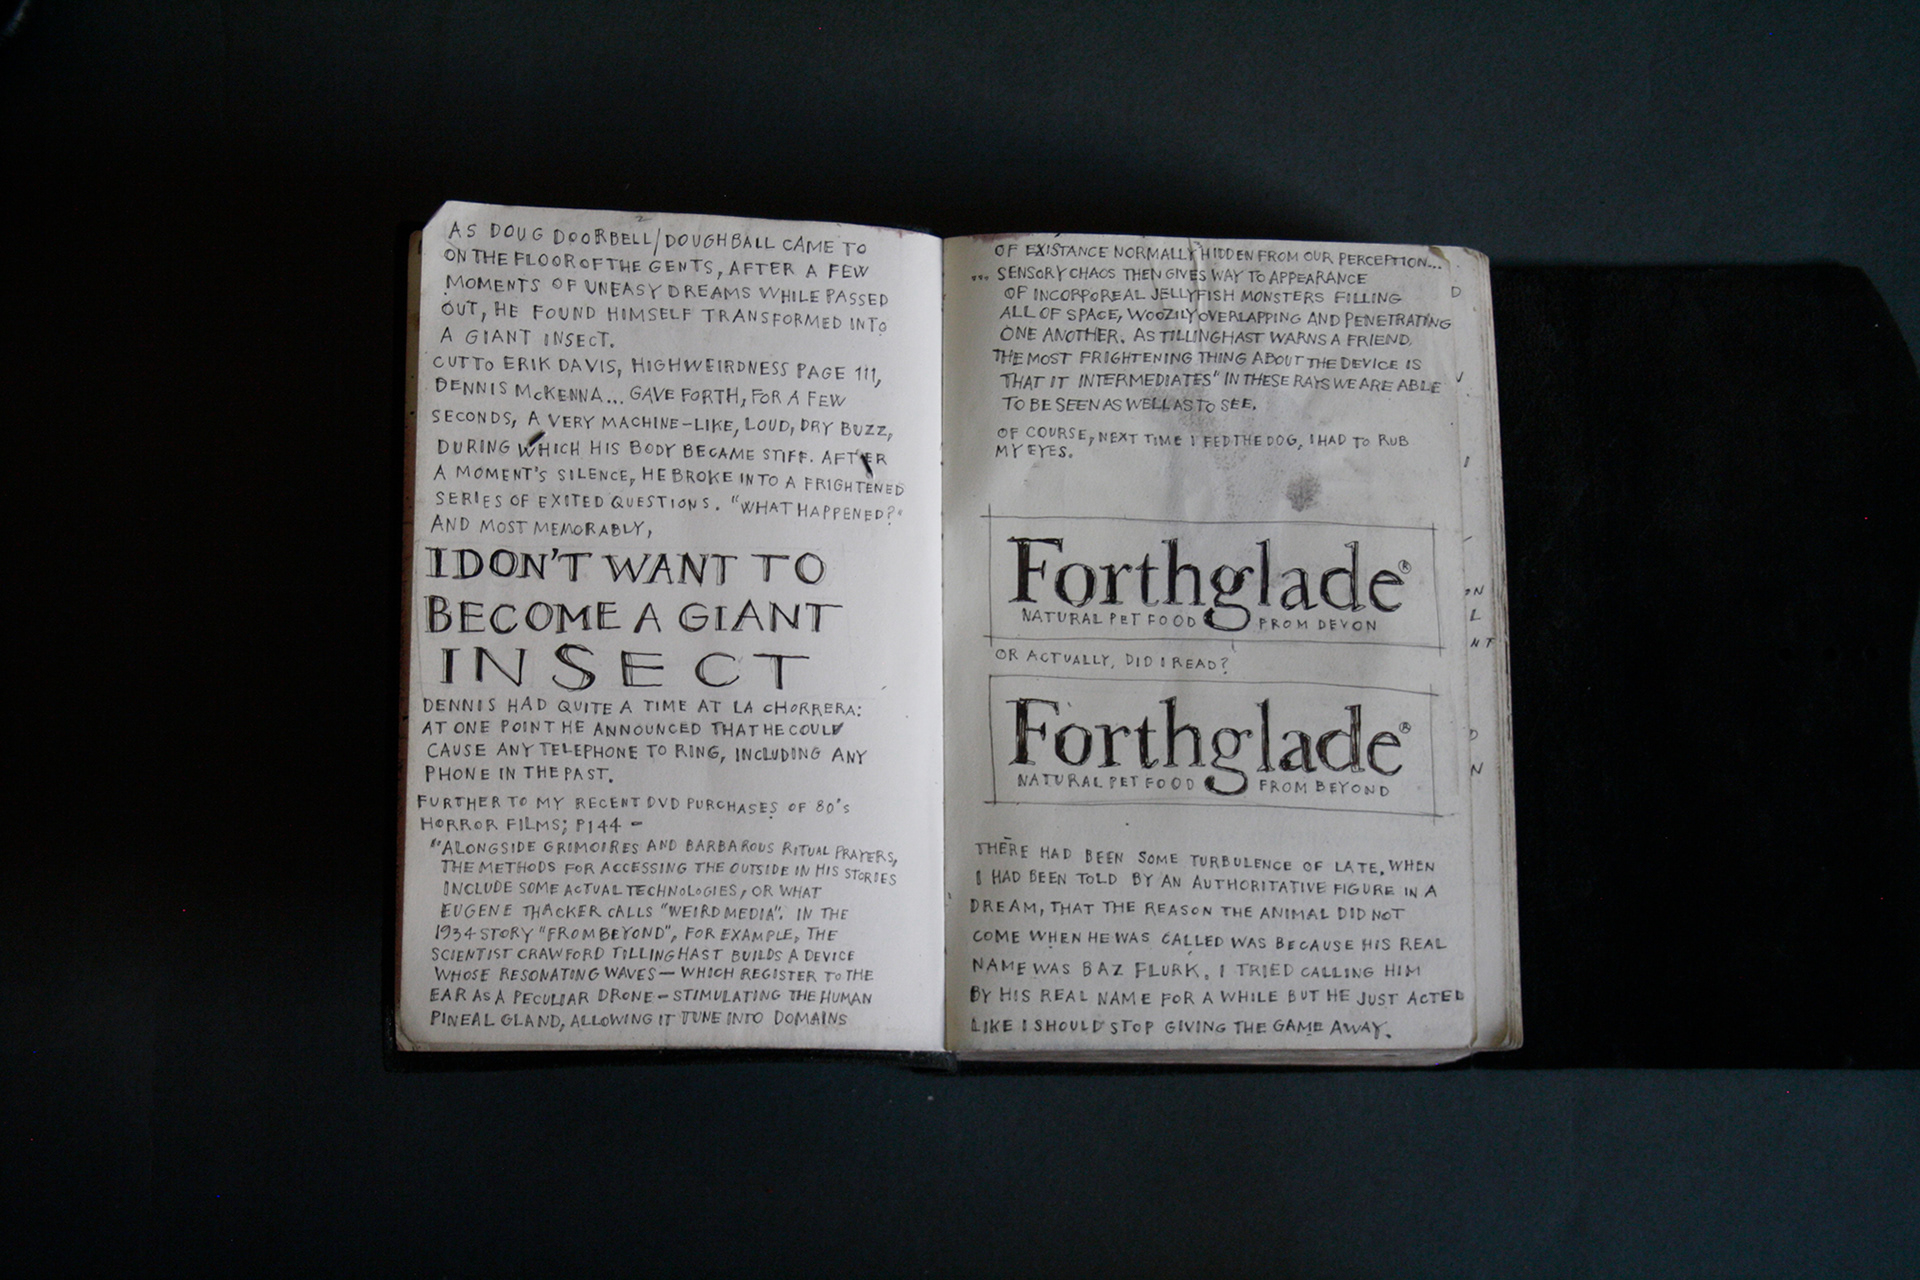 AS DOUG DOORBELL/DOUGHBALL CAME TO
ON THE FLOOR OF THE GENTS, AFTER A FEW
MOMENTS OF UNEASY DREAMS WHILE PASSED
OUT, HE FOUND HIMSELF TRANSFORMED INTO
A GIANT INSECT.
CUT TO ERIK DAVIS, HIGH WEIRDNESS PAGE 111,
DENNIS McKENNA... GAVE FORTH, FOR A FEW
SECONDS, A VERY MACHINE-LIKE, LOUD, DRY BUZZ,
DURING WHICH HIS BODY BECAME STIFF. AFTER
A MOMENT'S SILENCE, HE BROKE INTO A FRIGHTENED
SERIES OF EXITED QUESTIONS. "WHAT HAPPENED?"
AND MOST MEMORABLY,
I DON'T WANT TO
BECOME A GIANT
INSECT
DENNIS HAD QUITE A TIME AT LA CHORRERA:
AT ONE POINT HE ANNOUNCED THAT HE COULD
CAUSE ANY TELEPHONE TO RING, INCLUDING ANY
PHONE IN THE PAST.
FURTHER TO MY RECENT DVD PURCHASES OF 80's
HORROR FILMS; P144 -
"ALONGSIDE GRIMOIRES AND BARBAROUS RITUAL PRAYERS,
THE METHODS FOR ACCESSING THE OUTSIDE IN HIS STORIES
INCLUDE SOME ACTUAL TECHNOLOGIES, OR WHAT
EUGENE THACKER CALLS "WEIRD MEDIA". IN THE
1934 STORY "FROM BEYOND", FOR EXAMPLE, THE
SCIENTIST CRAWFORD TILLINGHAST BUILDS A DEVICE
WHOSE RESONATING WAVES — WHICH REGISTER TO THE
EAR AS A PECULIAR DRONE — STIMULATING THE HUMAN
PINEAL GLAND, ALLOWING IT TUNE INTO DOMAINS
OF EXISTANCE NORMALLY HIDDEN FROM OUR PERCEPTION...
... SENSORY CHAOS THEN GIVES WAY TO APPEARANCE
OF INCORPOREAL JELLYFISH MONSTERS FILLING
ALL OF SPACE, WOOZILY OVERLAPPING AND PENETRATING
ONE ANOTHER. AS TILLINGHAST WARNS A FRIEND,
THE MOST FRIGHTENING THING ABOUT THE DEVICE IS
THAT IT INTERMEDIATES" IN THESE RAYS WE ARE ABLE
TO BE SEEN AS WELL AS TO SEE.
OF COURSE, NEXT TIME I FED THE DOG, I HAD TO RUB
MY EYES.
Forthglade®
NATURAL PET FOOD FROM DEVON
OR ACTUALLY, DID I READ?
Forthglade®
NATURAL PET FOOD FROM BEYOND
THERE HAD BEEN SOME TURBULENCE OF LATE, WHEN
I HAD BEEN TOLD BY AN AUTHORITATIVE FIGURE IN A
DREAM, THAT THE REASON THE ANIMAL DID NOT
COME WHEN HE WAS CALLED WAS BECAUSE HIS REAL
NAME WAS BAZ FLURK. I TRIED CALLING HIM
BY HIS REAL NAME FOR A WHILE BUT HE JUST ACTED
LIKE I SHOULD STOP GIVING THE GAME AWAY.